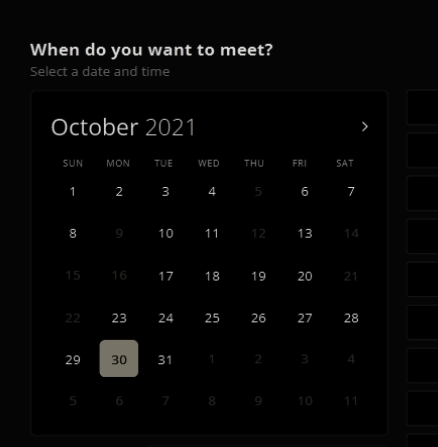 When do you want to meet?
Select a date and time
October 2021 >
SUN MON TUE WED THU FRI SAT
1 2 3 4 5 6 7
8 9 10 11 12 13 14
15 16 17 18 19 20 21
22 23 24 25 26 27 28
29 30 31 1 2 3 4
5 6 7 8 9 10 11